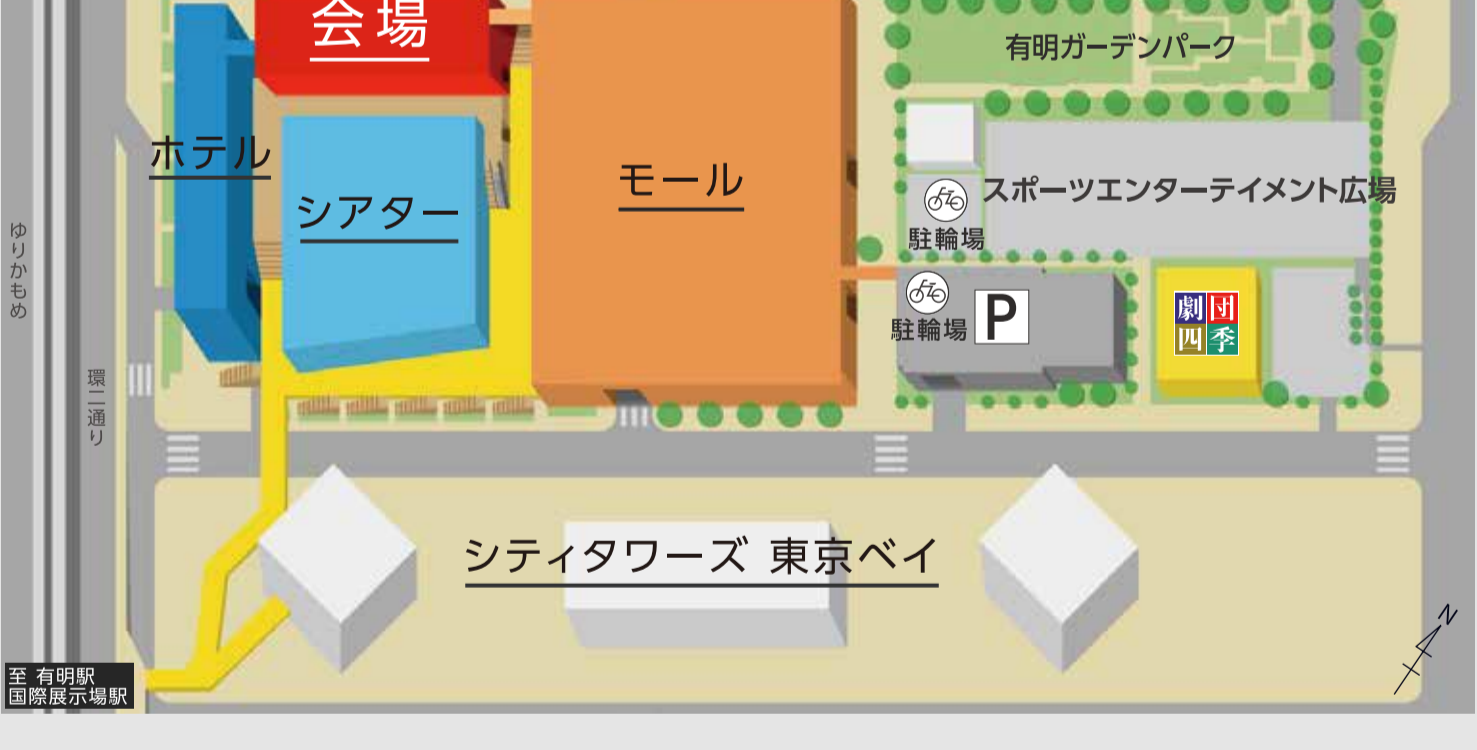 会場
有明ガーデンパーク
ホテル
シアター
モール
スポーツエンターテイメント広場
駐輪場
ゆりかもめ
駐輪場
P
劇団
四季
環二通り
シティタワーズ 東京ベイ
N
至 有明駅
国際展示場駅